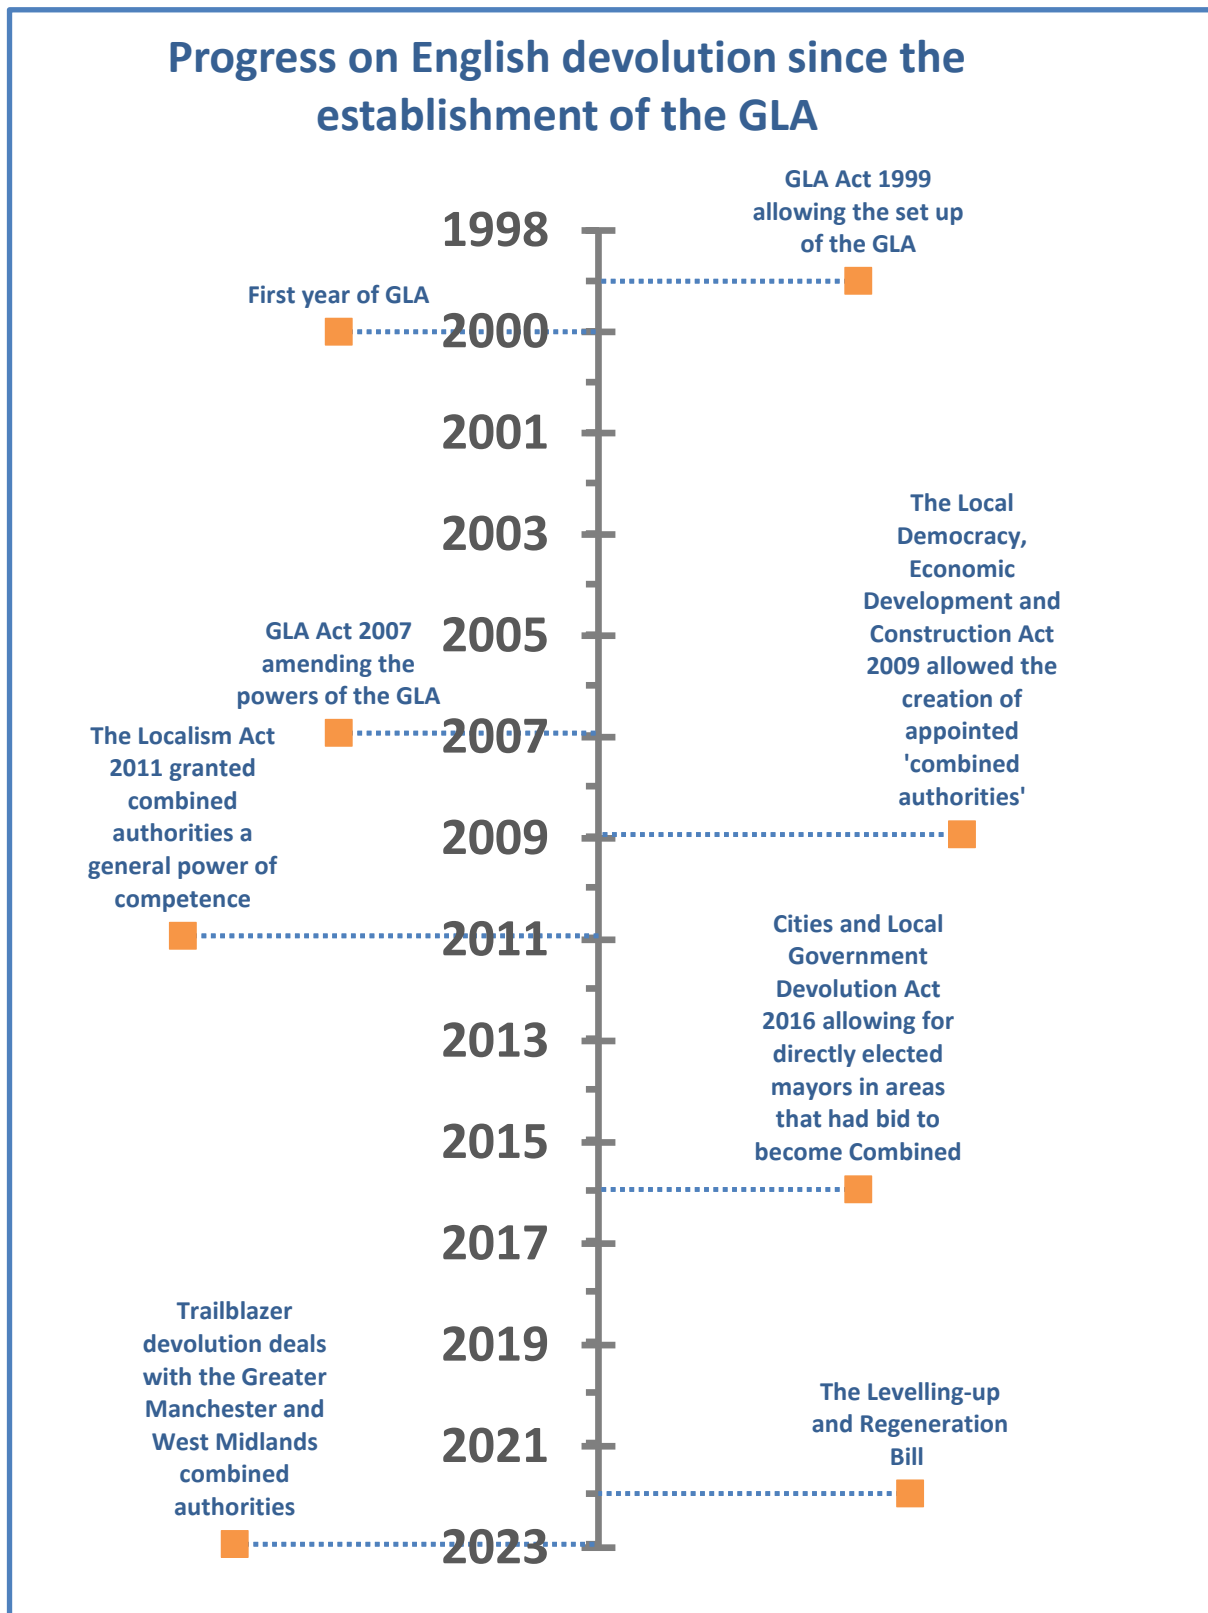 Progress on English devolution since the
establishment of the GLA
GLA Act 1999
allowing the set up
of the GLA
1998
First year of GLA
2000
2001
2003
The Local
Democracy,
Economic
Development and
Construction Act
2009 allowed the
creation of
appointed
'combined
authorities'
2005
GLA Act 2007
amending the
powers of the GLA
2007
The Localism Act
2011 granted
combined
authorities a
general power of
competence
2009
2011
Cities and Local
Government
Devolution Act
2016 allowing for
directly elected
mayors in areas
that had bid to
become Combined
2013
2015
2017
Trailblazer
devolution deals
with the Greater
Manchester and
West Midlands
combined
authorities
2019
The Levelling-up
and Regeneration
Bill
2021
2023